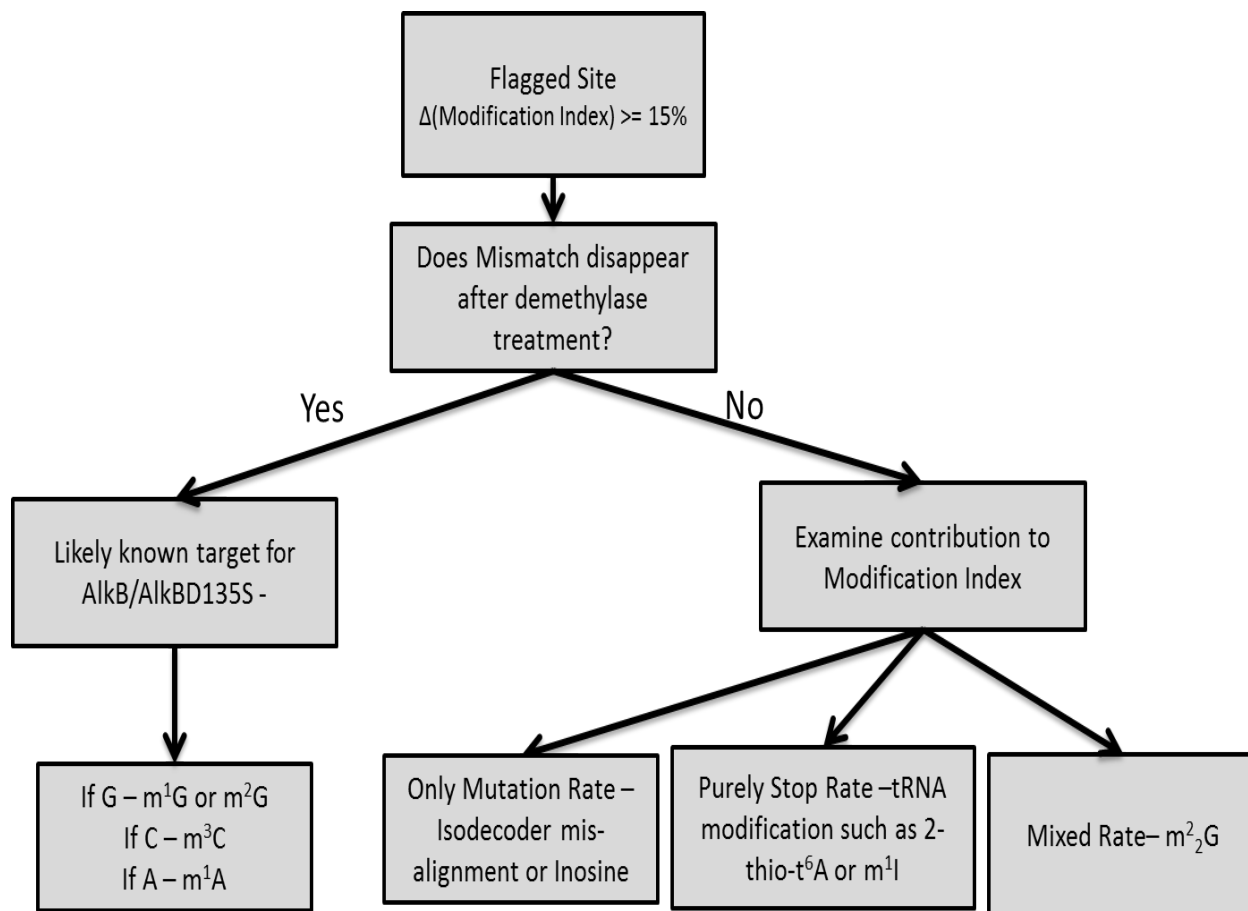 Flagged Site
Δ(Modification Index) >= 15%
Does Mismatch disappear
after demethylase
treatment?
Yes
No
Likely known target for
AlkB/AlkBD135S -
Examine contribution to
Modification Index
If G – m¹G or m²G
If C – m³C
If A – m¹A
Only Mutation Rate –
Isodecoder mis-
alignment or Inosine
Purely Stop Rate –tRNA
modification such as 2-
thio-t⁶A or m¹I
Mixed Rate– m²₂G